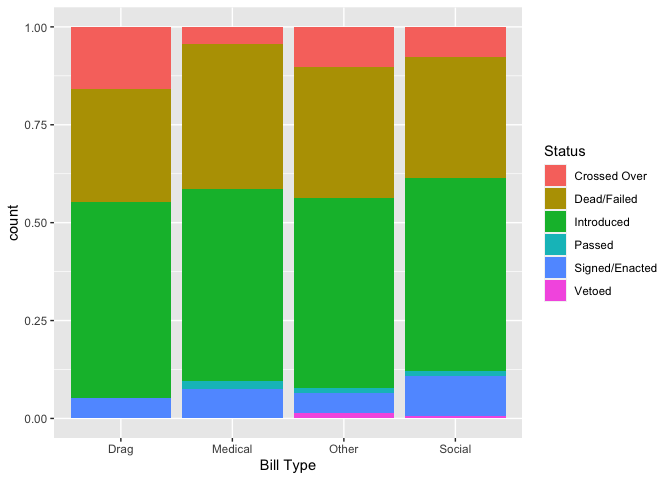 1.00
0.75
0.50
0.25
0.00
count
Drag
Medical
Other
Social
Bill Type
Status
Crossed Over
Dead/Failed
Introduced
Passed
Signed/Enacted
Vetoed